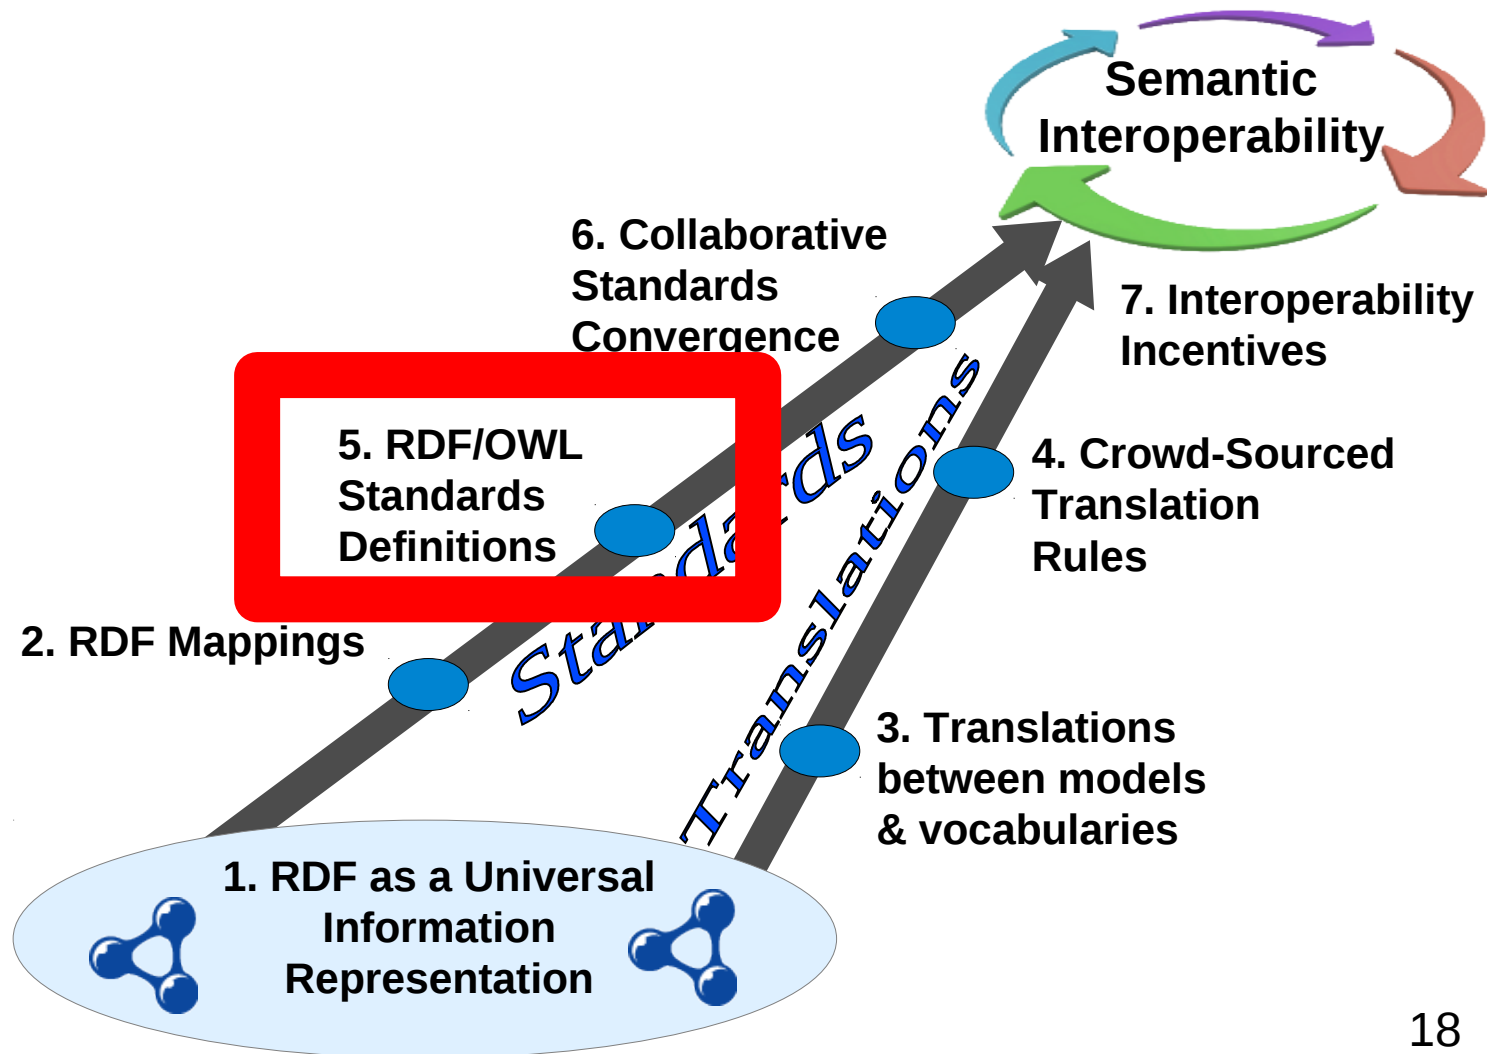 Semantic
Interoperability
6. Collaborative
Standards
Convergence
7. Interoperability
Incentives
5. RDF/OWL
Standards
Definitions
4. Crowd-Sourced
Translation
Rules
Standards
Translations
2. RDF Mappings
3. Translations
between models
& vocabularies
1. RDF as a Universal
Information
Representation
18